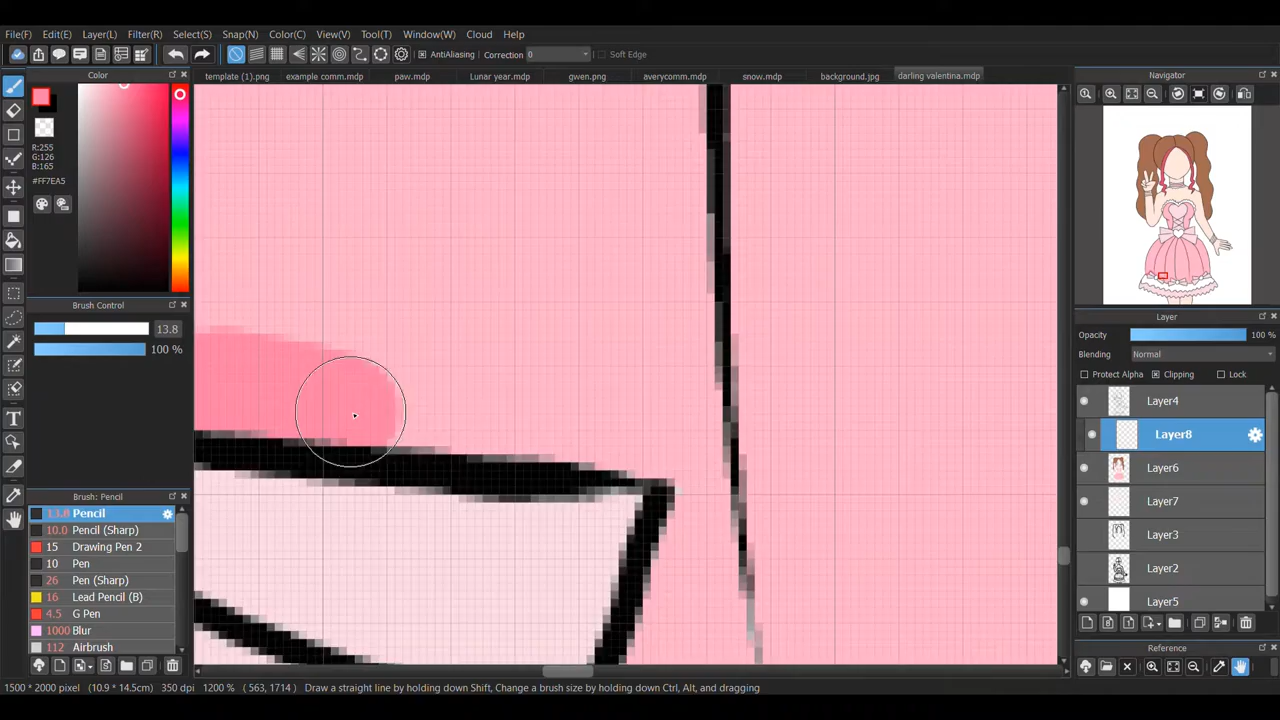 File(F) Edit(E) Layer(L) Filter(R) Select(S) Snap(N) Color(C) View(V) Tool(T) Window(W) Cloud Help
AntiAliasing Correction 0 Soft Edge
Color
template (1).png example comm.mdp paw.mdp Lunar year.mdp gwen.png averycomm.mdp snow.mdp background.jpg darling valentina.mdp
Navigator
R:255
G:126
B:165
#FF7EA5
Brush Control
13.8
100 %
Layer
Opacity 100 %
Blending Normal
Protect Alpha Clipping Lock
Layer4
Layer8
Layer6
Layer7
Layer3
Layer2
Layer5
Brush: Pencil
13.8 Pencil
10.0 Pencil (Sharp)
15 Drawing Pen 2
10 Pen
26 Pen (Sharp)
16 Lead Pencil (B)
4.5 G Pen
1000 Blur
112 Airbrush
Reference
1500 * 2000 pixel (10.9 * 14.5cm) 350 dpi 1200 % ( 563, 1714 ) Draw a straight line by holding down Shift, Change a brush size by holding down Ctrl, Alt, and dragging